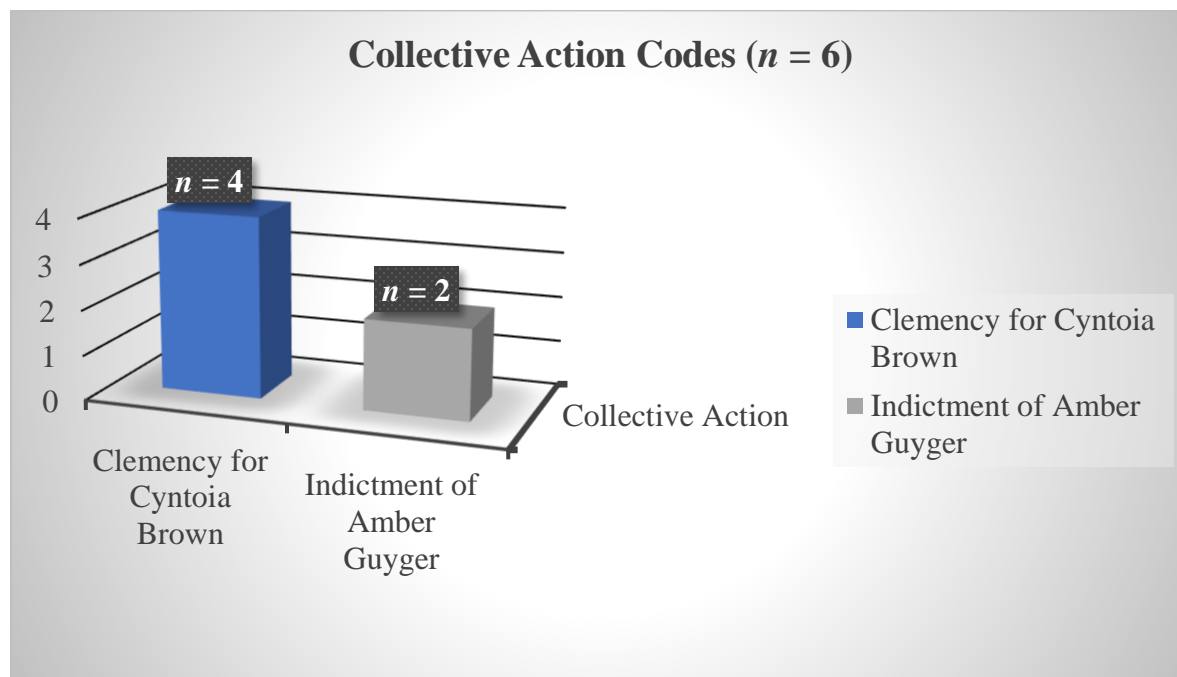 Collective Action Codes (n = 6)
n = 4
4
3
n = 2
2
1
0
Collective Action
Clemency for
Cyntoia
Brown
Indictment of
Amber
Guyger
Clemency for Cyntoia
Brown
Indictment of Amber
Guyger